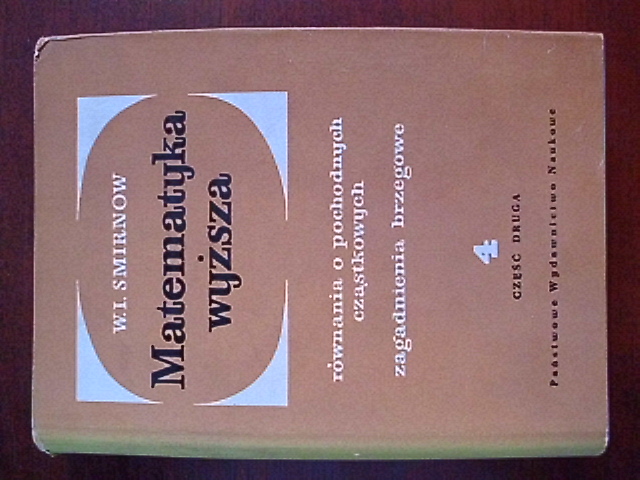 W. I. SMIRNOW
Matematyka
wyższa
równania o pochodnych
cząstkowych
zagadnienia brzegowe
4
CZĘŚĆ DRUGA
Państwowe Wydawnictwo Naukowe